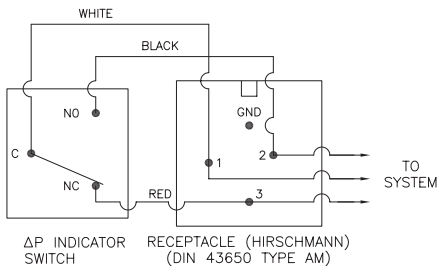 WHITE
BLACK
NO
GND
C
1
2
TO
SYSTEM
NC
RED
3
ΔP INDICATOR
SWITCH
RECEPTACLE (HIRSCHMANN)
(DIN 43650 TYPE AM)